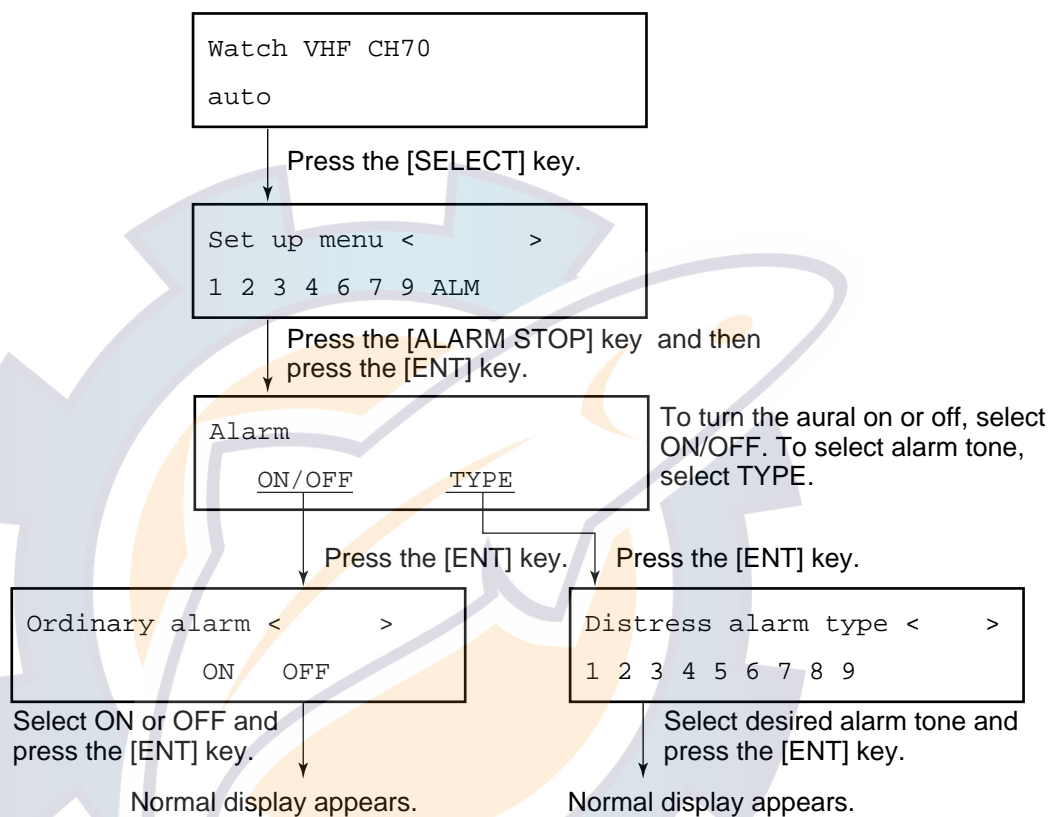 Watch VHF CH70
auto
Press the [SELECT] key.
Set up menu < >
1 2 3 4 6 7 9 ALM
Press the [ALARM STOP] key and then
press the [ENT] key.
Alarm
ON/OFF TYPE
To turn the aural on or off, select
ON/OFF. To select alarm tone,
select TYPE.
Press the [ENT] key.
Press the [ENT] key.
Ordinary alarm < >
ON OFF
Distress alarm type < >
1 2 3 4 5 6 7 8 9
Select ON or OFF and
press the [ENT] key.
Select desired alarm tone and
press the [ENT] key.
Normal display appears.
Normal display appears.